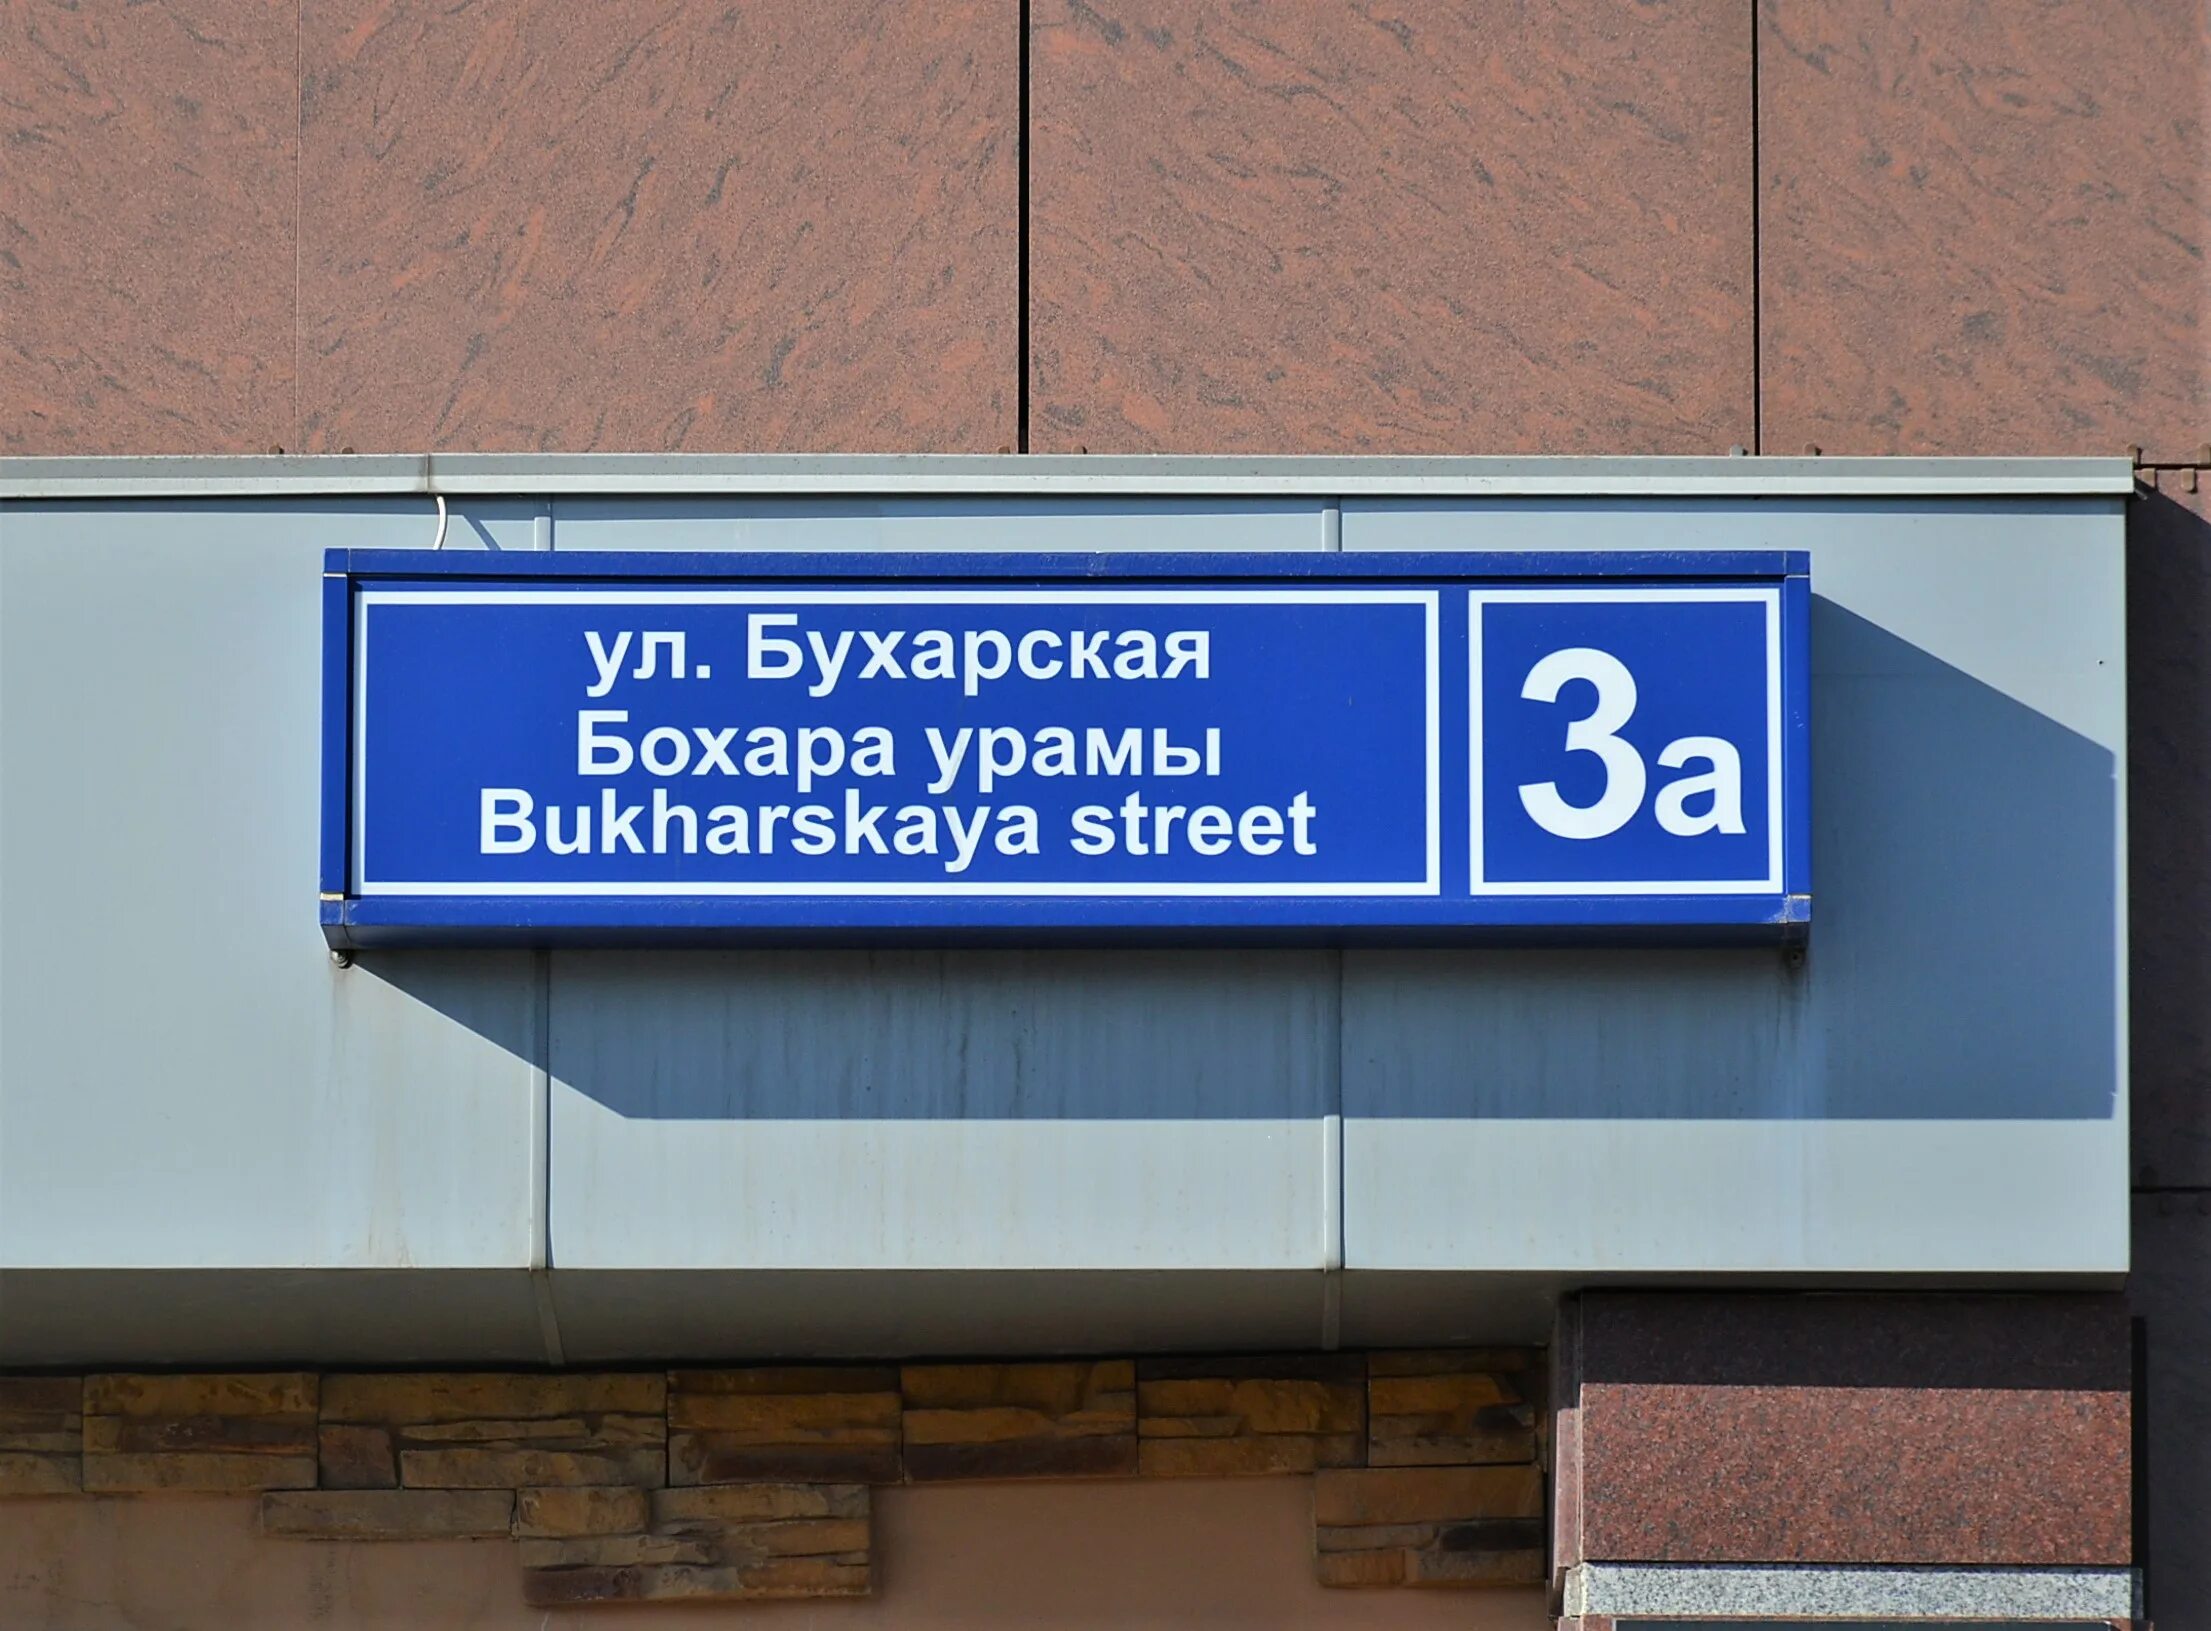 ул. Бухарская
Бохара урамы
Bukharskaya street
3а